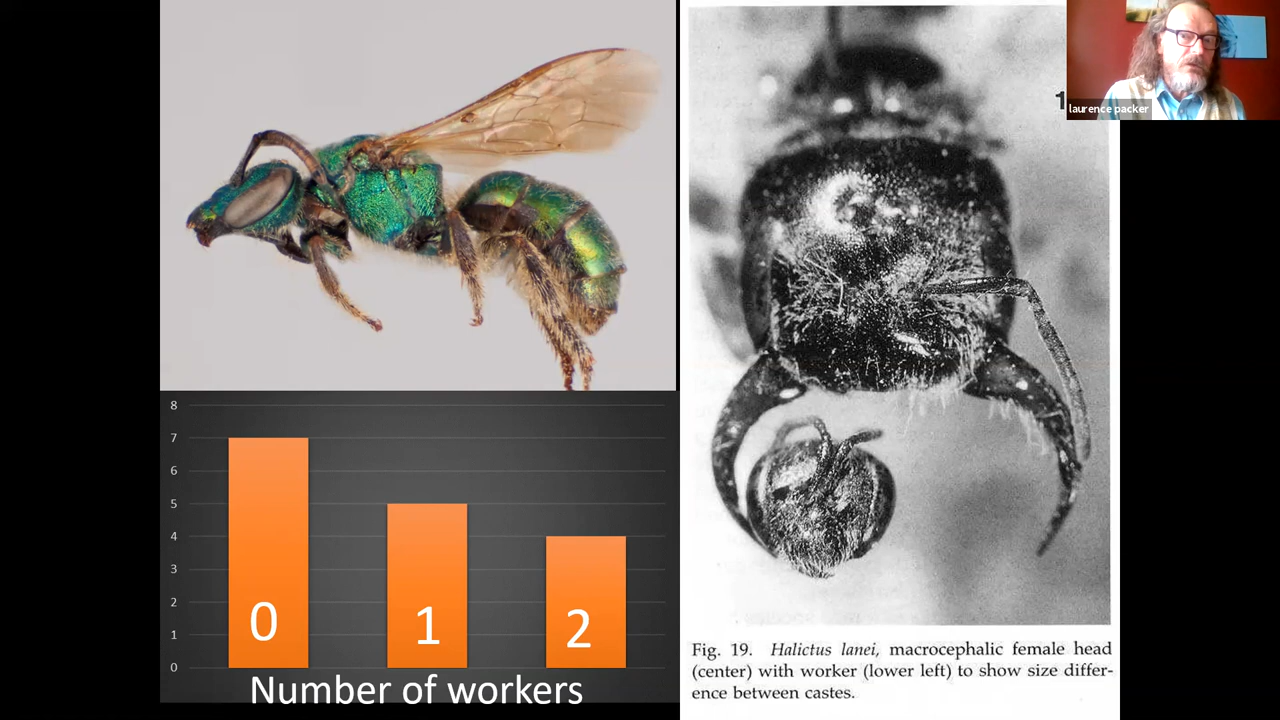 laurence packer
1
8
7
6
5
4
3
2
1
0
0
1
2
Number of workers
Fig. 19. Halictus lanei, macrocephalic female head
(center) with worker (lower left) to show size differ-
ence between castes.